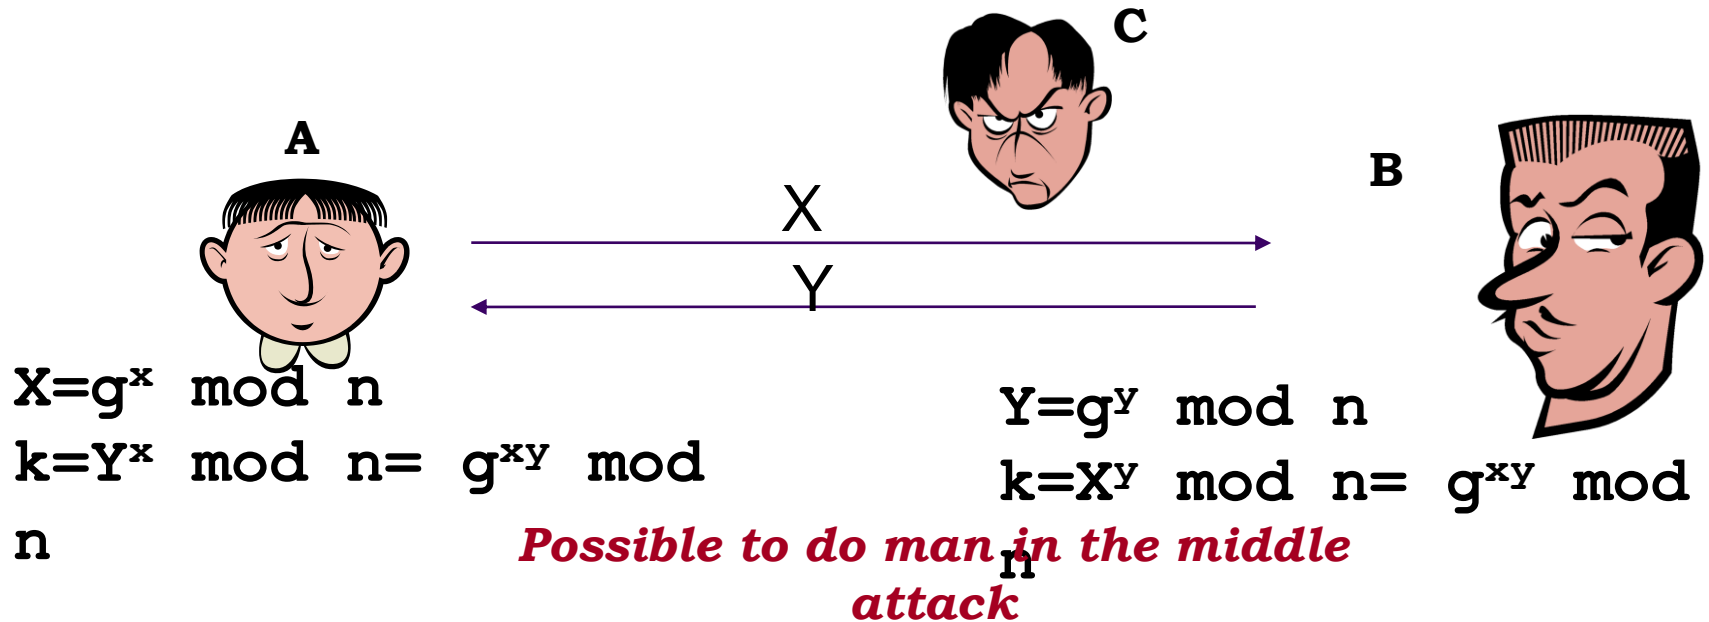 C
A
B
X
Y
X=gˣ mod n
k=Yˣ mod n= gˣʸ mod
n
Y=gʸ mod n
k=Xʸ mod n= gˣʸ mod
n
Possible to do man in the middle
attack